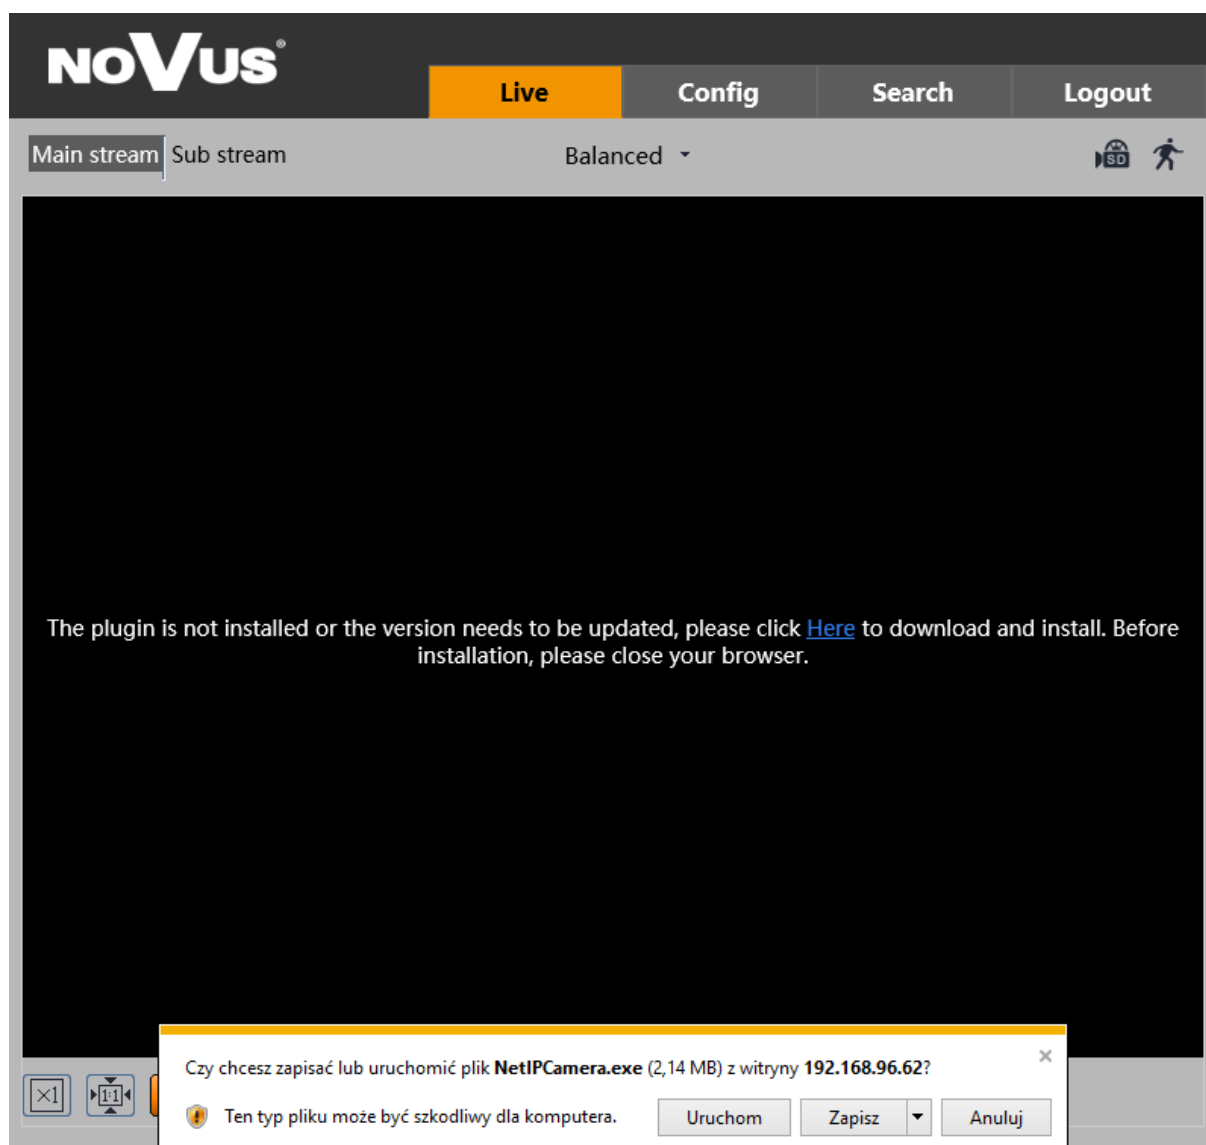 NOVUS®
Live Config Search Logout
Main stream Sub stream Balanced
SD
The plugin is not installed or the version needs to be updated, please click Here to download and install. Before
installation, please close your browser.
Czy chcesz zapisać lub uruchomić plik NetIPCamera.exe (2,14 MB) z witryny 192.168.96.62?
Ten typ pliku może być szkodliwy dla komputera. Uruchom Zapisz Anuluj
×1 1:1